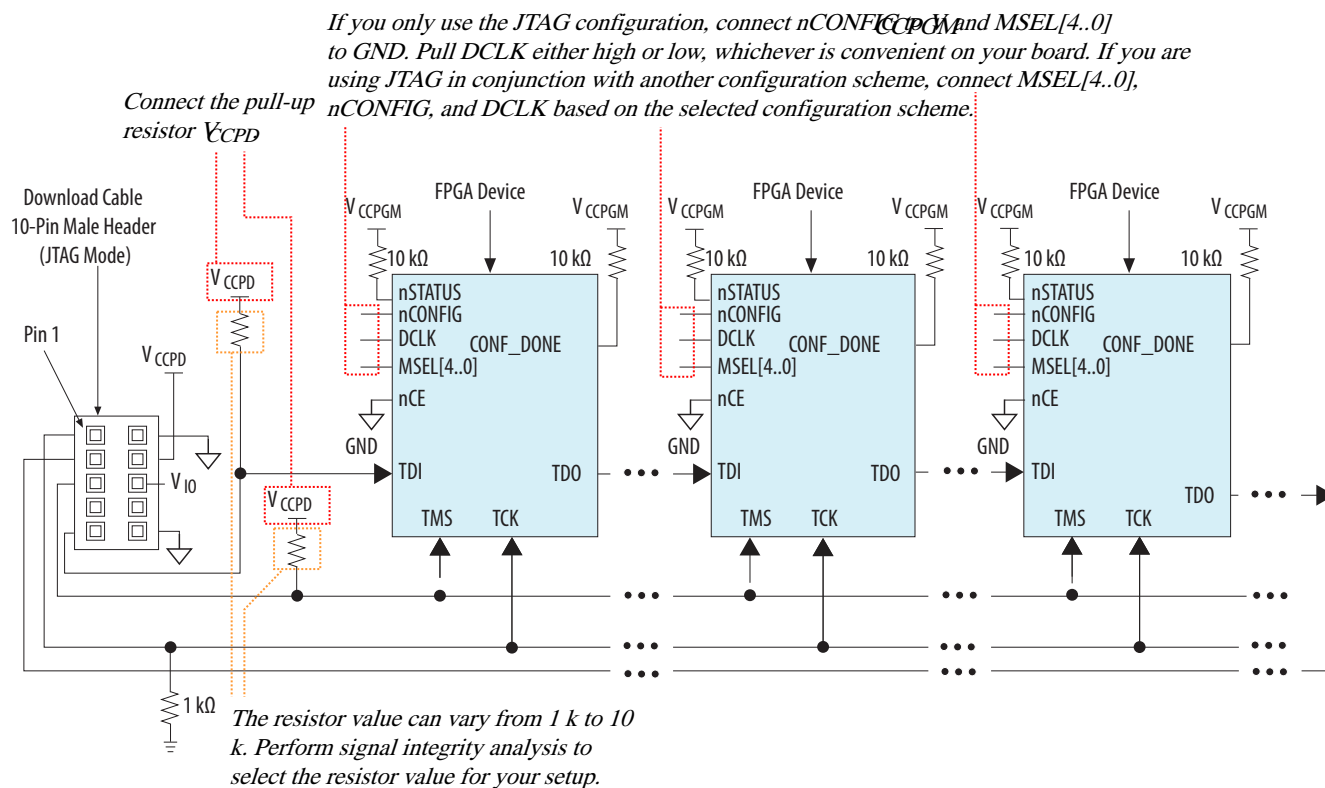 If you only use the JTAG configuration, connect nCONFIG to VCCPGM and MSEL[4..0]
to GND. Pull DCLK either high or low, whichever is convenient on your board. If you are
using JTAG in conjunction with another configuration scheme, connect MSEL[4..0],
nCONFIG, and DCLK based on the selected configuration scheme.
Connect the pull-up
resistor VCCPD.
Download Cable
10-Pin Male Header
(JTAG Mode)
Pin 1
VCCPD
VCCPD
VIO
VCCPD
1 kΩ
The resistor value can vary from 1 k to 10
k. Perform signal integrity analysis to
select the resistor value for your setup.
FPGA Device
VCCPGM
VCCPGM
10 kΩ
10 kΩ
nSTATUS
nCONFIG
DCLK
CONF_DONE
MSEL[4..0]
nCE
GND
TDI
TDO
TMS
TCK
FPGA Device
VCCPGM
VCCPGM
10 kΩ
10 kΩ
nSTATUS
nCONFIG
DCLK
CONF_DONE
MSEL[4..0]
nCE
GND
TDI
TDO
TMS
TCK
FPGA Device
VCCPGM
VCCPGM
10 kΩ
10 kΩ
nSTATUS
nCONFIG
DCLK
CONF_DONE
MSEL[4..0]
nCE
GND
TDI
TDO
TMS
TCK